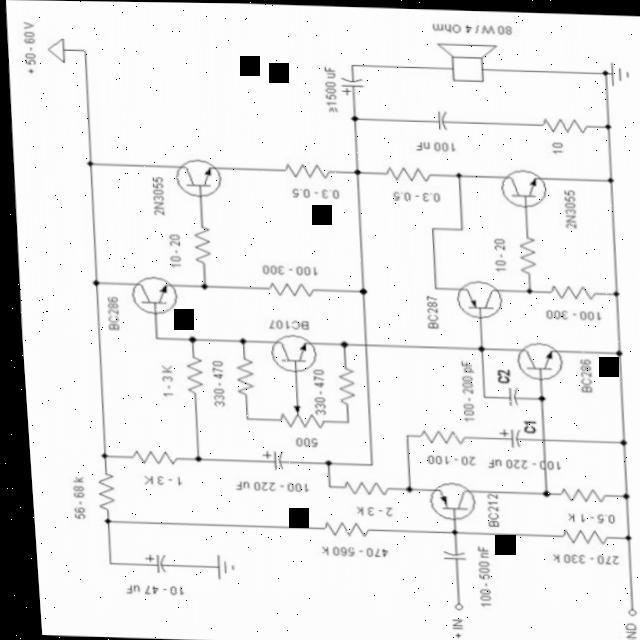 80 W / 4 Ohm
+ 50 - 60 V
≥1500 uF
100 nF
10
2N3055
0.3 - 0.5
0.3 - 0.5
2N3055
10 - 20
10 - 20
100 - 300
BC286
BC287
100 - 300
BC107
1 - 3 K
330 - 470
330 - 470
100 - 200 pF
C2
BC286
500
C1
20 - 100
100 - 220 uF
1 - 3 K
100 - 220 uF
56 - 68 k
2 - 3 K
BC212
0.5 - 1 K
470 - 560 K
270 - 330 K
10 - 47 uF
100 - 500 nF
+ IN
ND